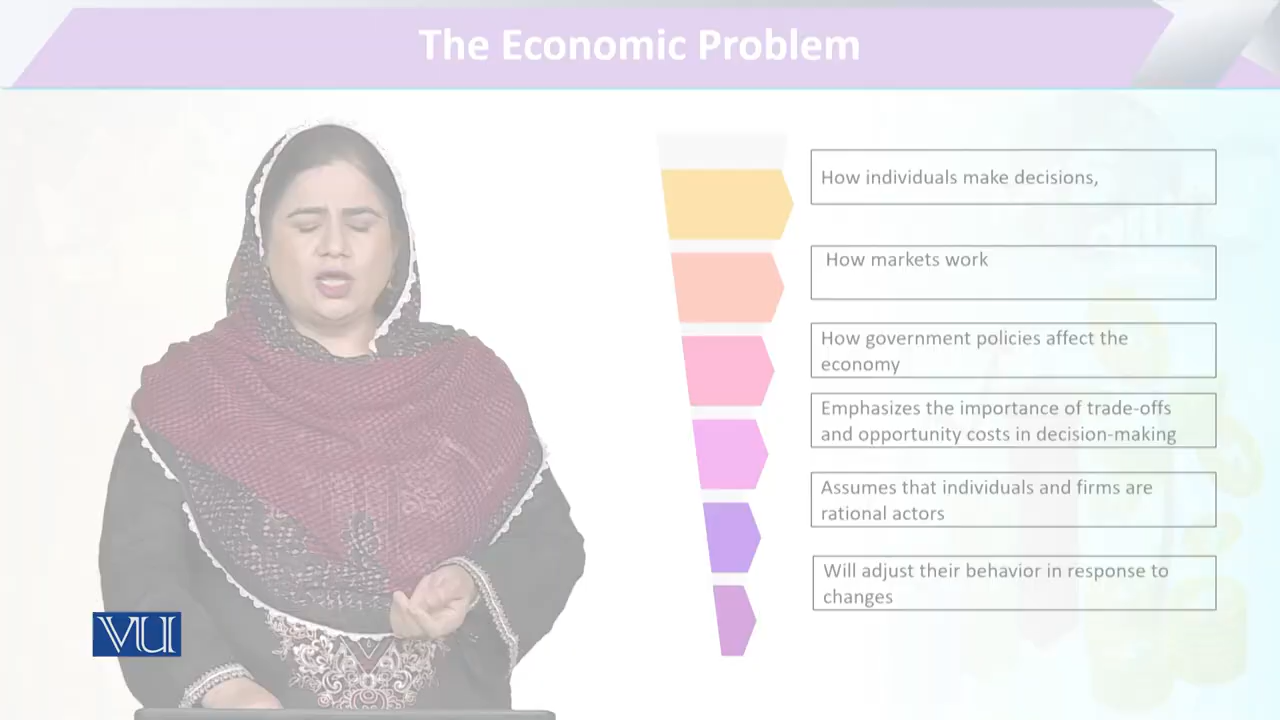 The Economic Problem
How individuals make decisions,
How markets work
How government policies affect the
economy
Emphasizes the importance of trade-offs
and opportunity costs in decision-making
Assumes that individuals and firms are
rational actors
Will adjust their behavior in response to
changes
VU